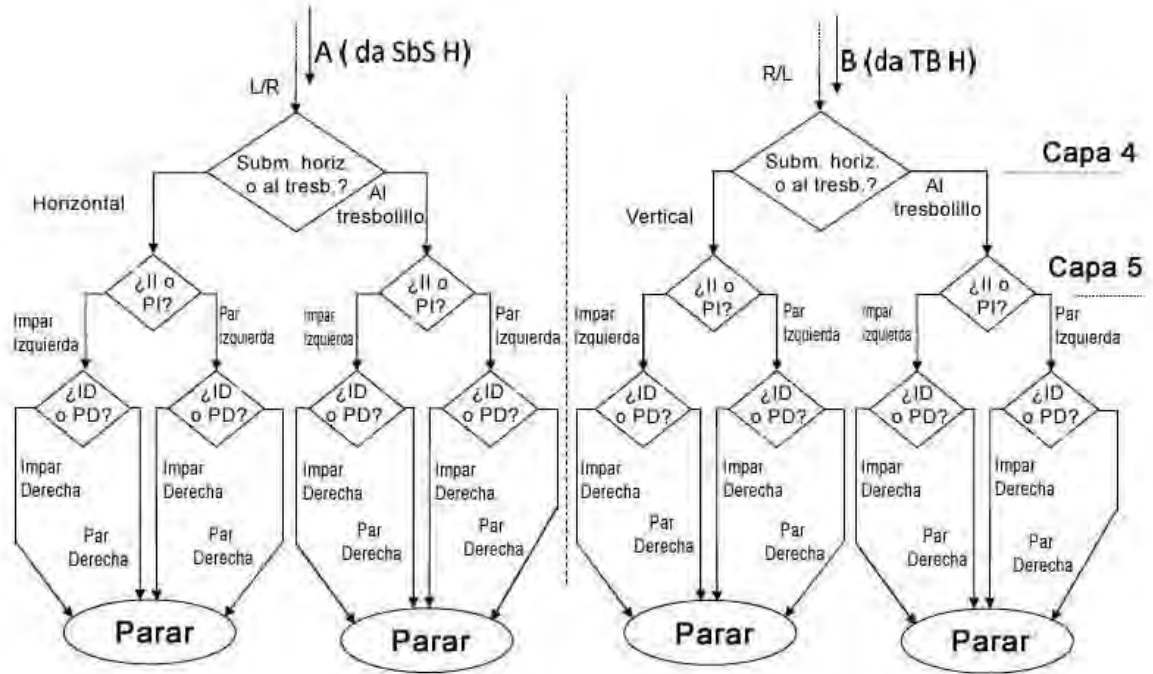 A ( da SbS H)
B (da TB H)
L/R
R/L
Subm. horiz.
o al tresb.?
Subm. horiz.
o al tresb.?
Capa 4
Horizontal
Al
tresbolillo
Vertical
Al
tresbolillo
¿II o
PI?
¿II o
PI?
¿II o
PI?
¿II o
PI?
Capa 5
Impar
Izquierda
Par
Izquierda
Impar
Izquierda
Par
Izquierda
Impar
Izquierda
Par
Izquierda
Impar
Izquierda
Par
Izquierda
¿ID
o PD?
¿ID
o PD?
¿ID
o PD?
¿ID
o PD?
¿ID
o PD?
¿ID
o PD?
¿ID
o PD?
¿ID
o PD?
Impar
Derecha
Impar
Derecha
Impar
Derecha
Impar
Derecha
Impar
Derecha
Impar
Derecha
Impar
Derecha
Impar
Derecha
Par
Derecha
Par
Derecha
Par
Derecha
Par
Derecha
Par
Derecha
Par
Derecha
Par
Derecha
Par
Derecha
Parar
Parar
Parar
Parar